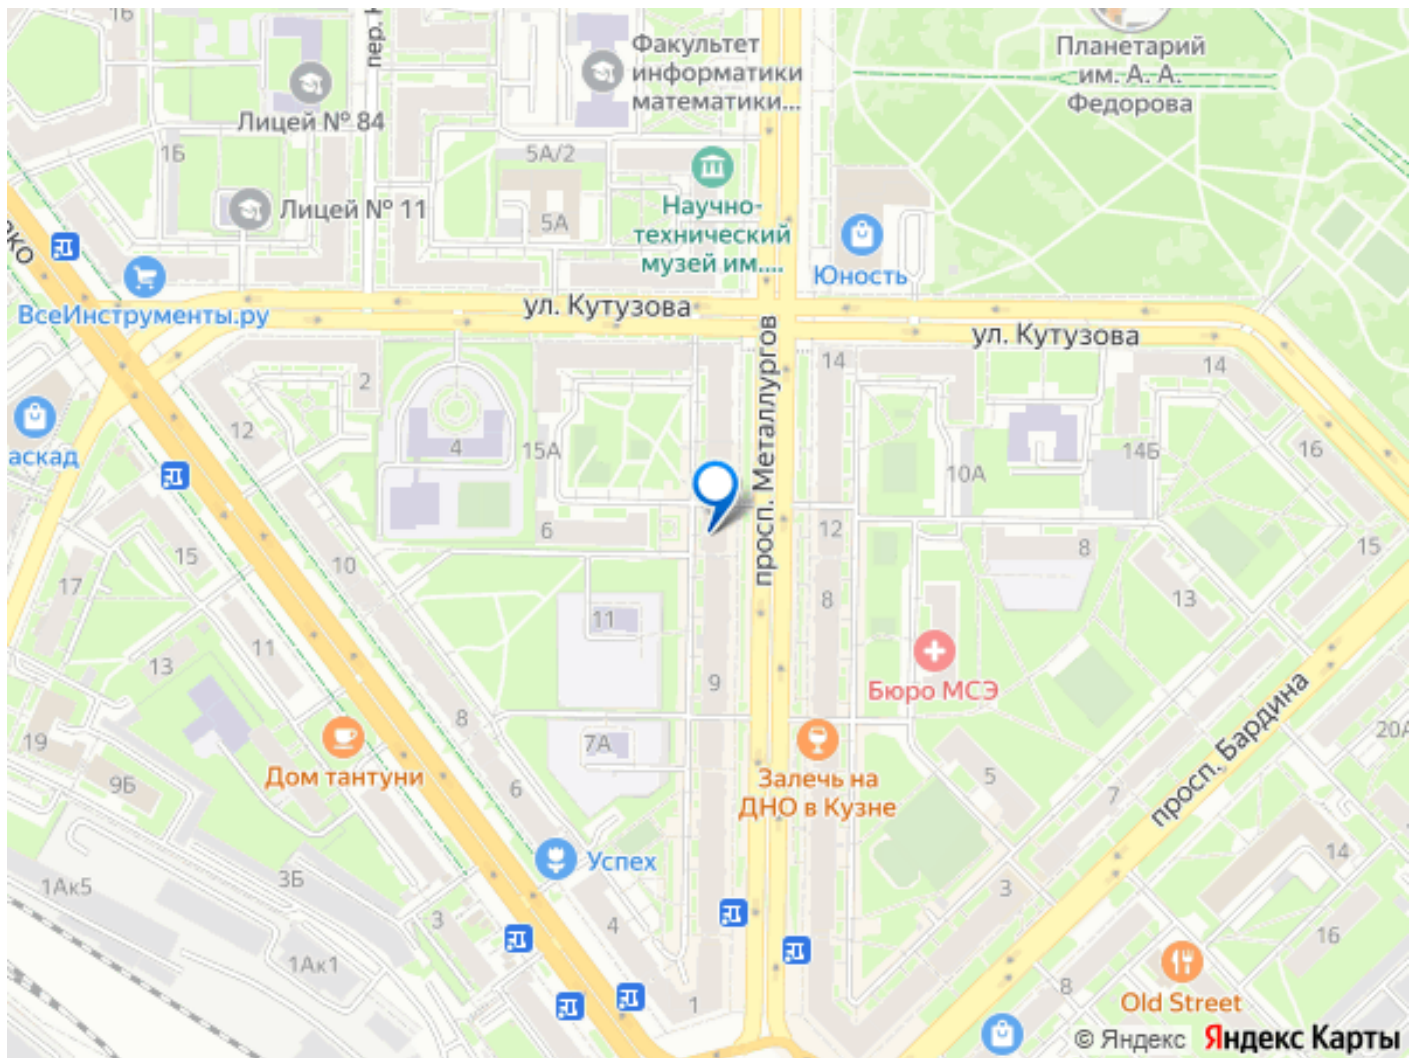 1Б
пер.
Факультет
информатики
математики...
Планетарий
им. А. А.
Федорова
Лицей № 84
1Б
5А/2
Лицей № 11
5А
Научно-
технический
музей им....
Юность
ВсеИнструменты.ру
ул. Кутузова
ул. Кутузова
просп. Металлургов
2
14
14
12
4
15А
10А
14Б
16
аскад
6
12
8
15
15
10
17
8
13
11
11
13
9
Бюро МСЭ
8
7А
19
9Б
Дом тантуни
6
Залечь на
ДНО в Кузне
5
7
просп. Бардина
20А
Успех
14
1Ак5
3Б
3
3
4
16
1Ак1
8
1
Old Street
© Яндекс Яндекс Карты